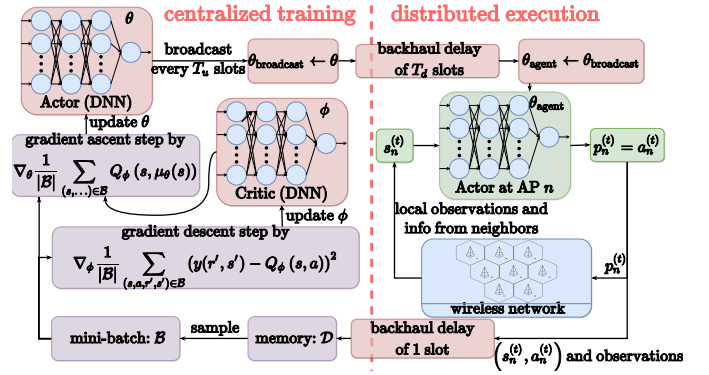 centralized training
distributed execution
θ
Actor (DNN)
broadcast
every T_u slots
θ_broadcast ← θ
backhaul delay
of T_d slots
θ_agent ← θ_broadcast
update θ
gradient ascent step by
∇_θ 1/|ℬ| ∑_{(s,…)∈ℬ} Q_ϕ (s, μ_θ(s))
ϕ
Critic (DNN)
update ϕ
gradient descent step by
∇_ϕ 1/|ℬ| ∑_{(s,a,r′,s′)∈ℬ} (y(r′, s′) − Q_ϕ (s, a))²
θ_agent
s_n^{(t)}
Actor at AP n
p_n^{(t)} = a_n^{(t)}
local observations and
info from neighbors
p_n^{(t)}
wireless network
mini-batch: ℬ
sample
memory: 𝒟
backhaul delay
of 1 slot
(s_n^{(t)}, a_n^{(t)}) and observations